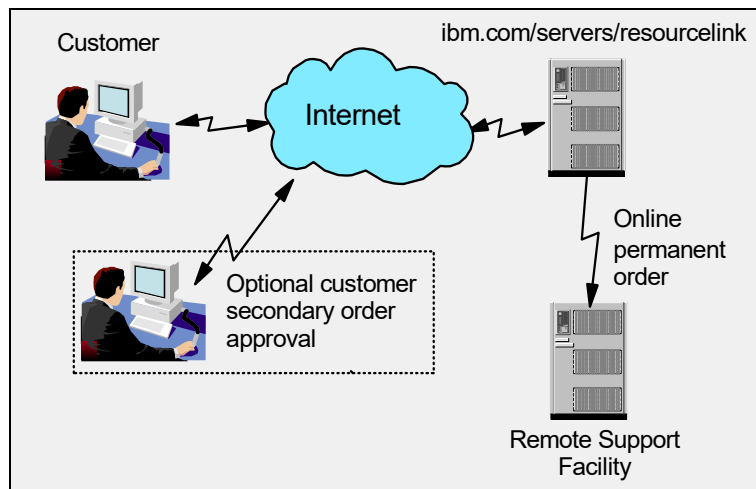 Customer
ibm.com/servers/resourcelink
Internet
Online
permanent
order
Optional customer
secondary order
approval
Remote Support
Facility